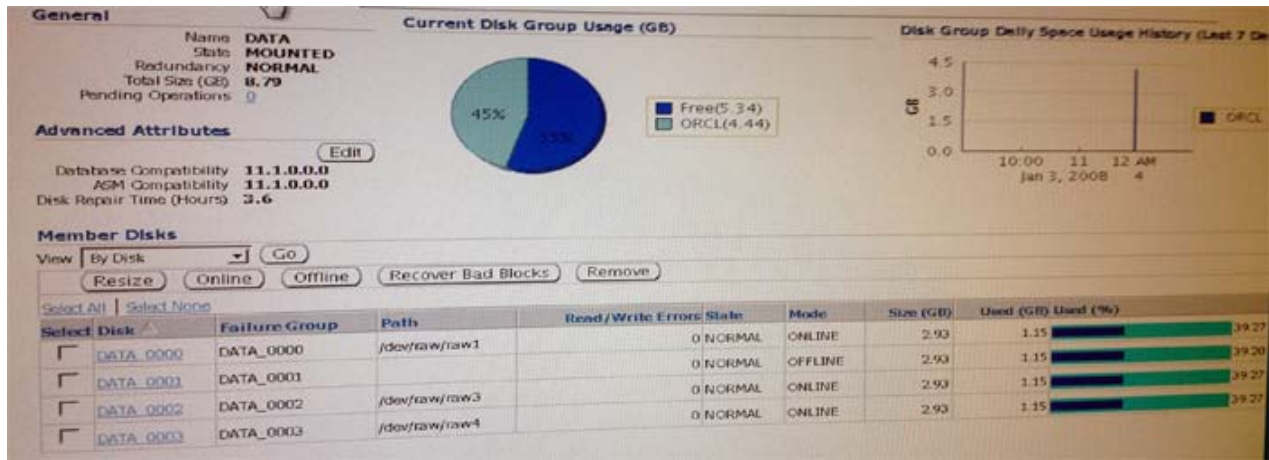 General
Name DATA
State MOUNTED
Redundancy NORMAL
Total Size (GB) 8.79
Pending Operations 0
Advanced Attributes
Edit
Database Compatibility 11.1.0.0.0
ASM Compatibility 11.1.0.0.0
Disk Repair Time (Hours) 3.6
Current Disk Group Usage (GB)
45%
55%
Free(5.34)
ORCL(4.44)
Disk Group Daily Space Usage History (Last 7 De
4.5
3.0
1.5
0.0
GB
10:00 11 12 AM
Jan 3, 2008 4
ORCL
Member Disks
View By Disk Go
Resize Online Offline Recover Bad Blocks Remove
Select All | Select None
Select Disk Failure Group Path Read/Write Errors State Mode Size (GB) Used (GB) Used (%)
DATA_0000 DATA_0000 /dev/raw/raw1 0 NORMAL ONLINE 2.93 1.15 39.27
DATA_0001 DATA_0001 0 NORMAL OFFLINE 2.93 1.15 39.20
DATA_0002 DATA_0002 /dev/raw/raw3 0 NORMAL ONLINE 2.93 1.15 39.27
DATA_0003 DATA_0003 /dev/raw/raw4 0 NORMAL ONLINE 2.93 1.15 39.27